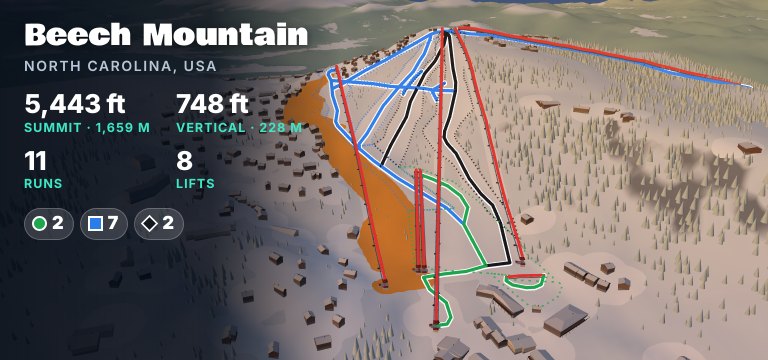 Beech Mountain
NORTH CAROLINA, USA
5,443 ft 748 ft
SUMMIT · 1,659 M VERTICAL · 228 M
11 8
RUNS LIFTS
2 7 2